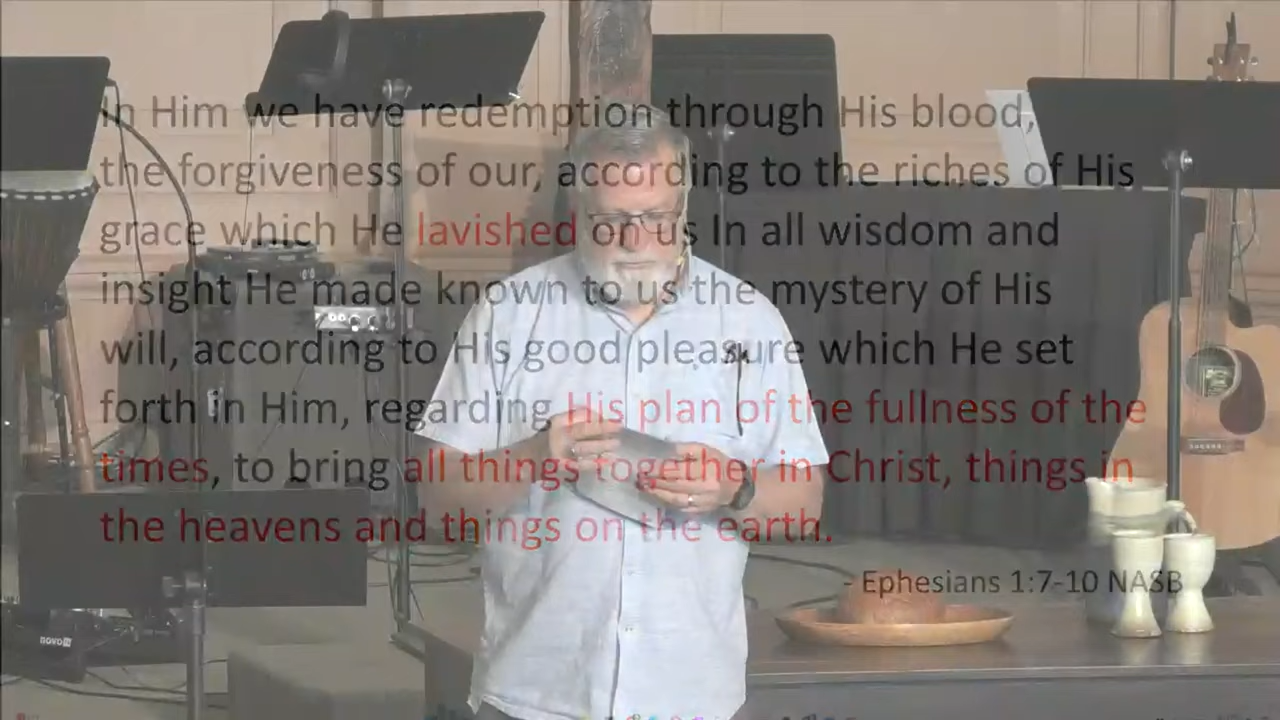 In Him we have redemption through His blood,
the forgiveness of our, according to the riches of His
grace which He lavished on us In all wisdom and
insight He made known to us the mystery of His
will, according to His good pleasure which He set
forth in Him, regarding His plan of the fullness of the
times, to bring all things together in Christ, things in
the heavens and things on the earth.
- Ephesians 1:7-10 NASB
novo